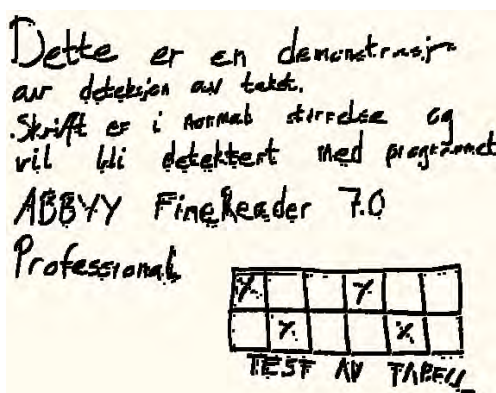 Dette er en demonstrasjon
av deteksjon av tekst.
Skrift er i normal størrelse og
vil bli detektert med programmet
ABBYY FineReader 7.0
Professional
X X
X X
TEST AV TABELL